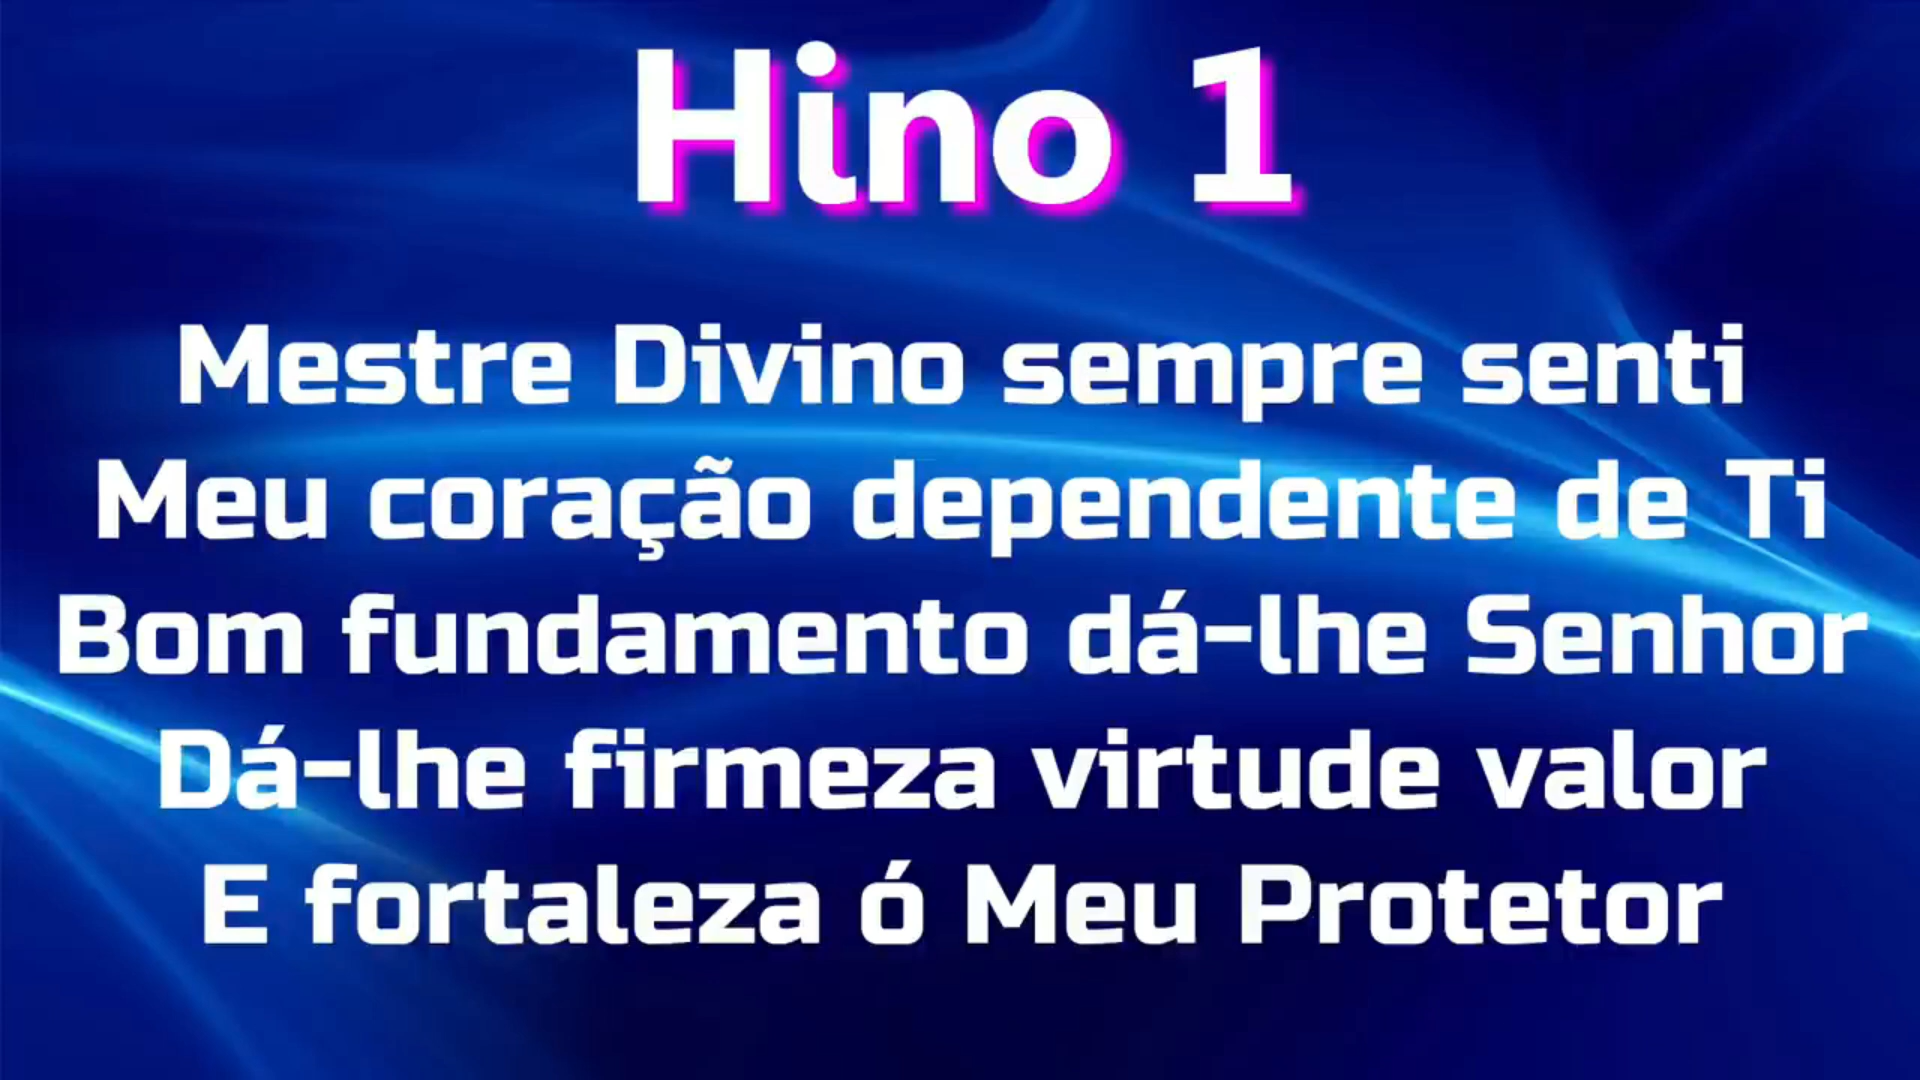 Hino 1
Mestre Divino sempre senti
Meu coração dependente de Ti
Bom fundamento dá-lhe Senhor
Dá-lhe firmeza virtude valor
E fortaleza ó Meu Protetor